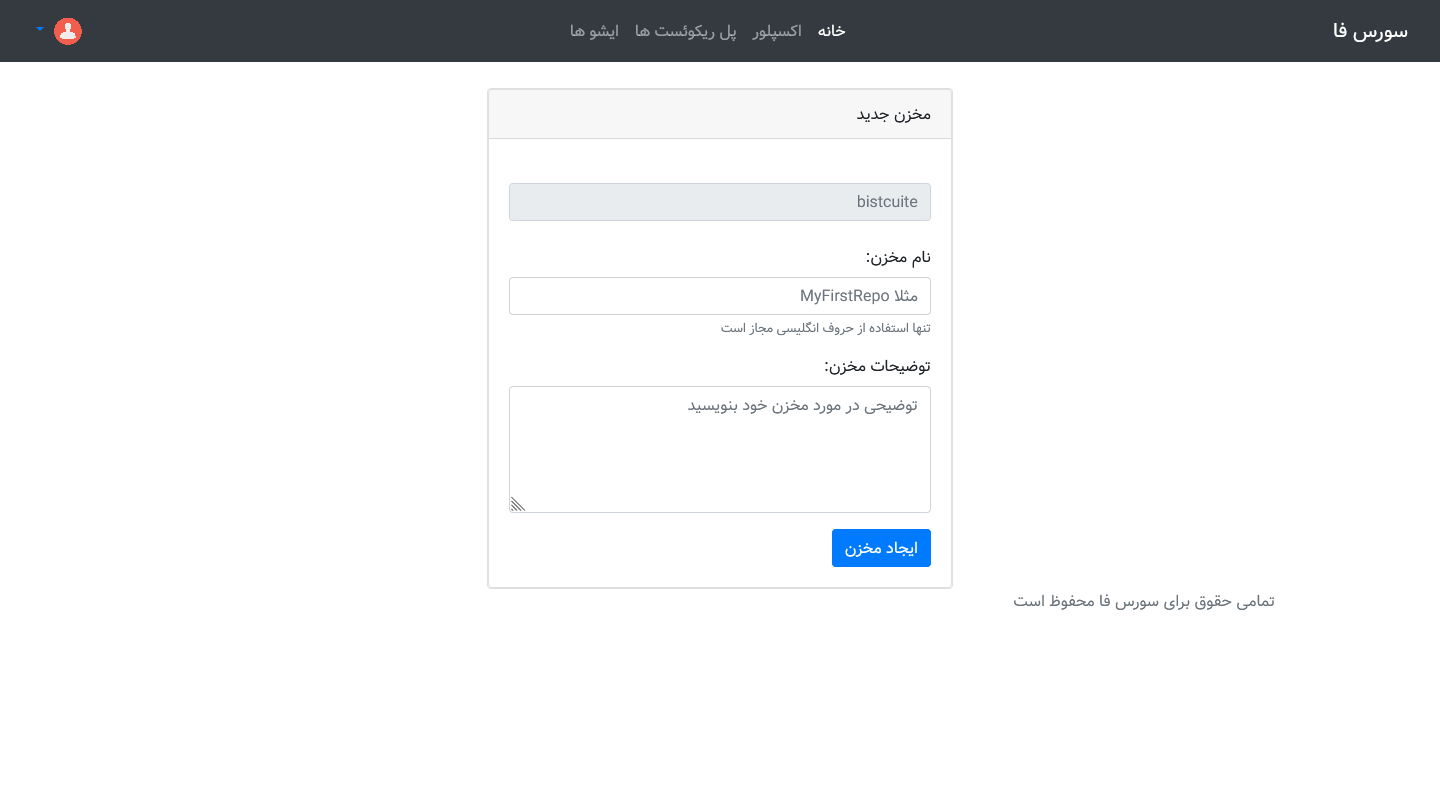 سورس فا
خانه اکسپلور پل ریکوئست ها ایشو ها
مخزن جدید
bistcuite
نام مخزن:
مثلا MyFirstRepo
تنها استفاده از حروف انگلیسی مجاز است
توضیحات مخزن:
توضیحی در مورد مخزن خود بنویسید
ایجاد مخزن
تمامی حقوق برای سورس فا محفوظ است